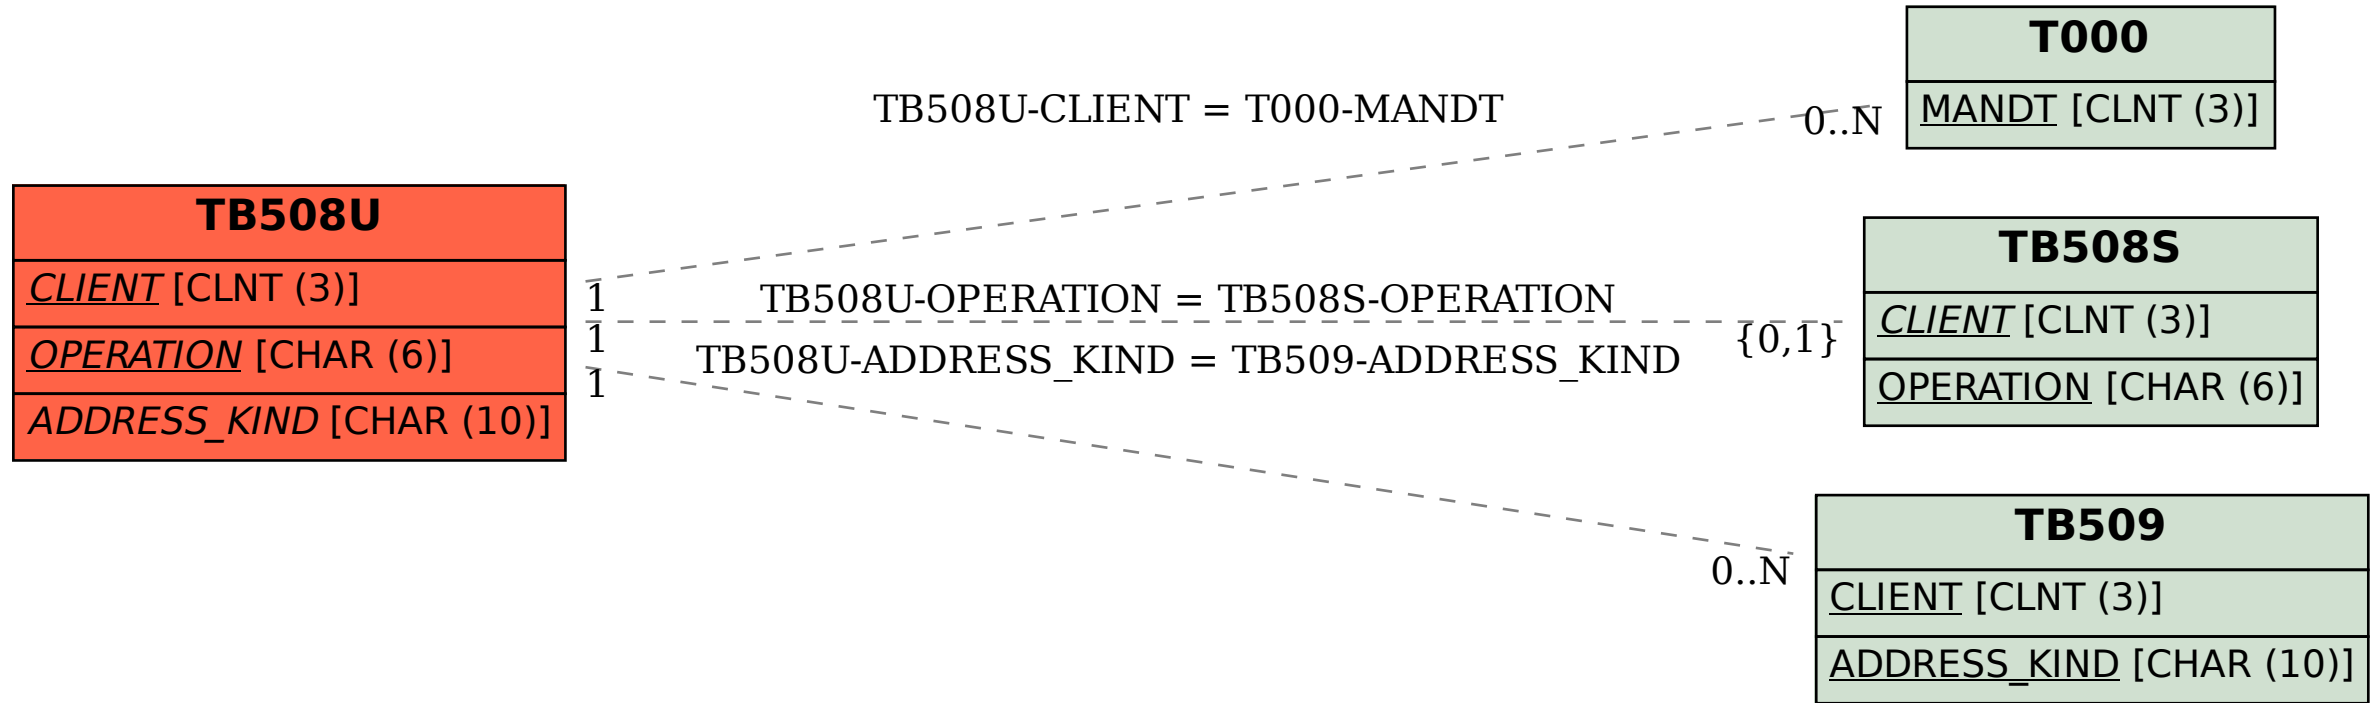 TB508U
CLIENT [CLNT (3)]
OPERATION [CHAR (6)]
ADDRESS_KIND [CHAR (10)]
TB508U-CLIENT = T000-MANDT
1
0..N
TB508U-OPERATION = TB508S-OPERATION
1
{0,1}
TB508U-ADDRESS_KIND = TB509-ADDRESS_KIND
1
0..N
T000
MANDT [CLNT (3)]
TB508S
CLIENT [CLNT (3)]
OPERATION [CHAR (6)]
TB509
CLIENT [CLNT (3)]
ADDRESS_KIND [CHAR (10)]